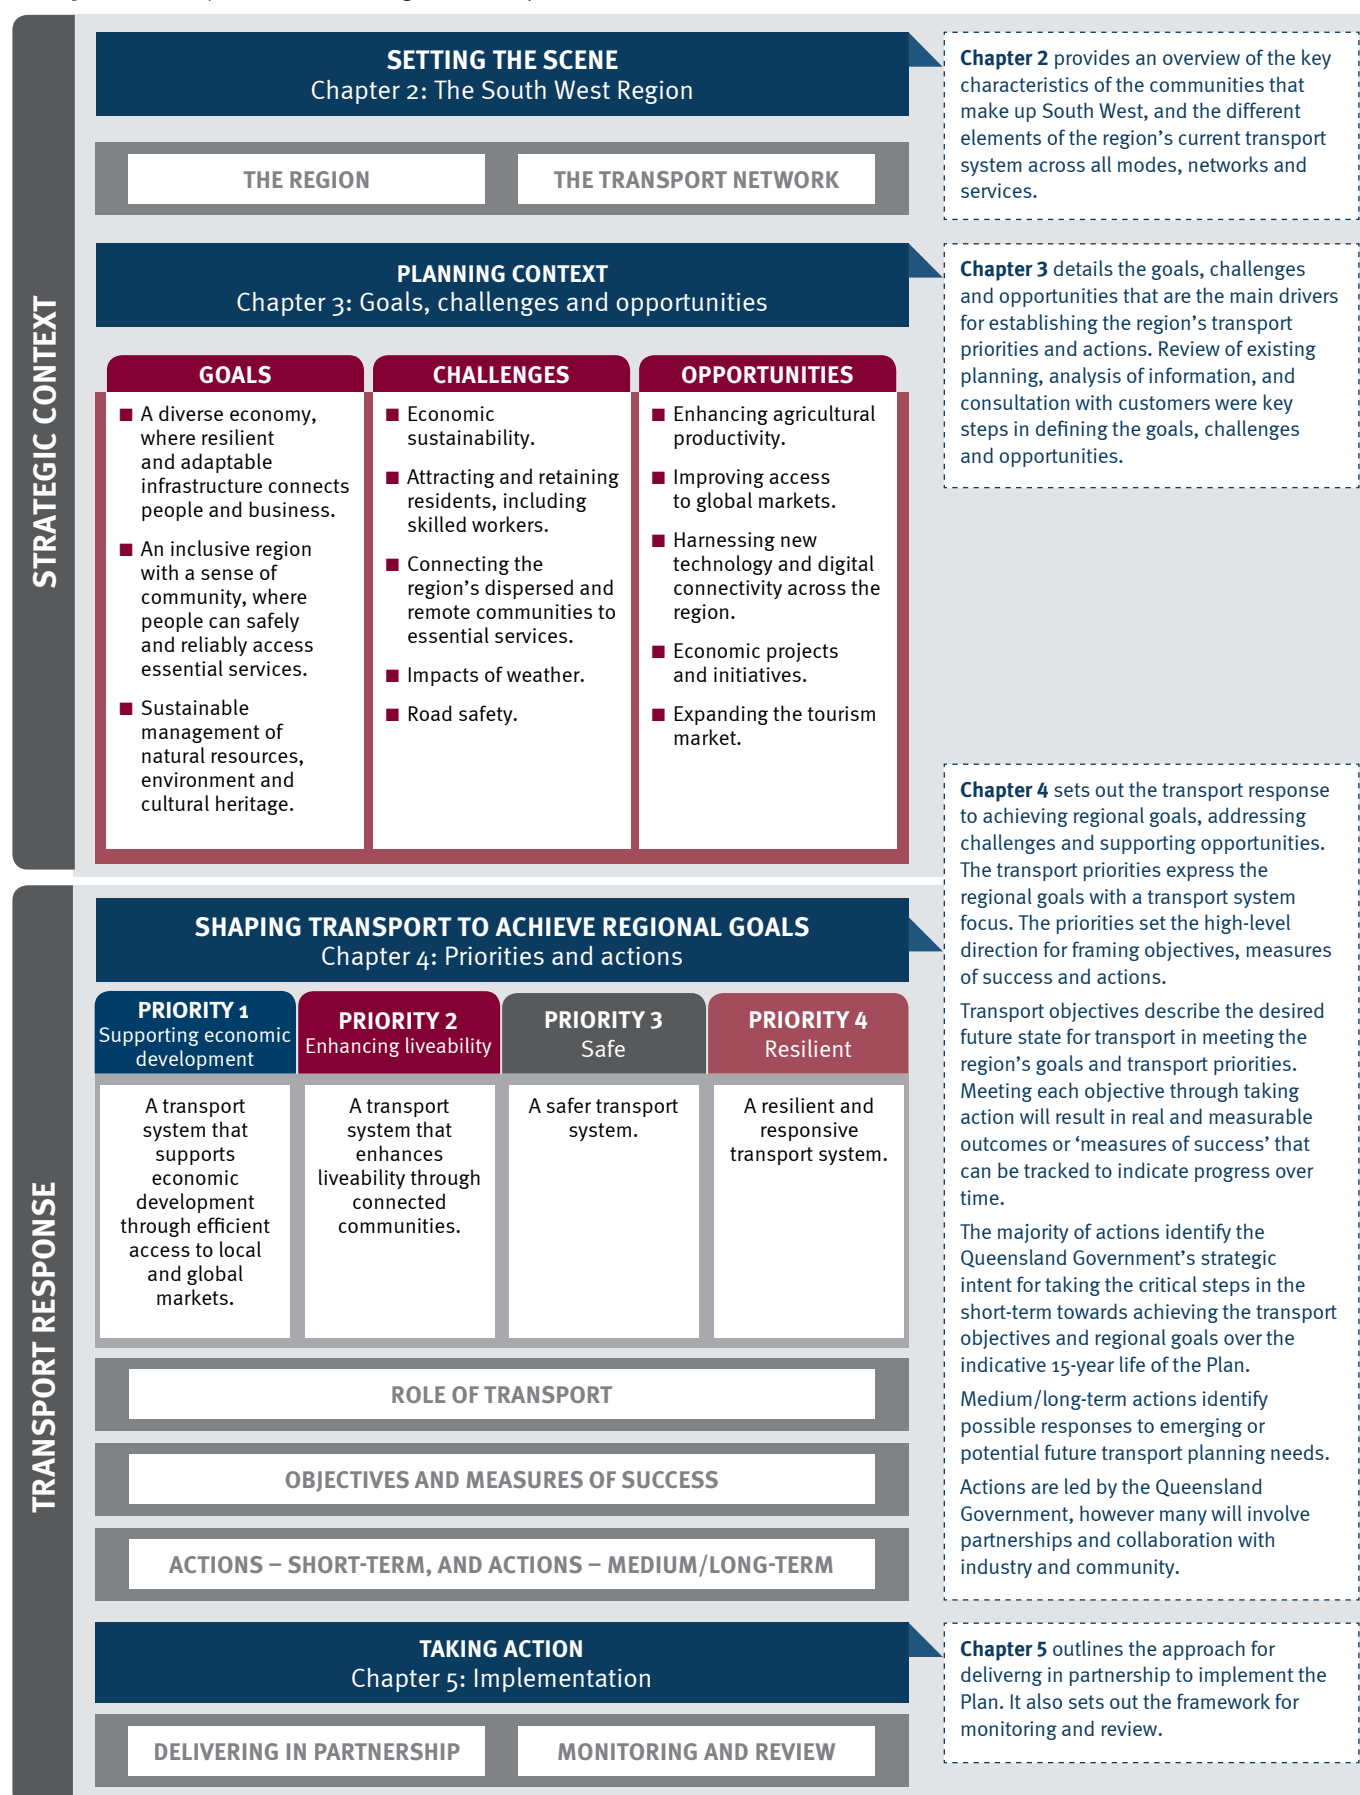 STRATEGIC CONTEXT
SETTING THE SCENE
Chapter 2: The South West Region
THE REGION
THE TRANSPORT NETWORK
Chapter 2 provides an overview of the key
characteristics of the communities that
make up South West, and the different
elements of the region's current transport
system across all modes, networks and
services.
PLANNING CONTEXT
Chapter 3: Goals, challenges and opportunities
Chapter 3 details the goals, challenges
and opportunities that are the main drivers
for establishing the region's transport
priorities and actions. Review of existing
planning, analysis of information, and
consultation with customers were key
steps in defining the goals, challenges
and opportunities.
GOALS
■ A diverse economy,
where resilient
and adaptable
infrastructure connects
people and business.
■ An inclusive region
with a sense of
community, where
people can safely
and reliably access
essential services.
■ Sustainable
management of
natural resources,
environment and
cultural heritage.
CHALLENGES
■ Economic
sustainability.
■ Attracting and retaining
residents, including
skilled workers.
■ Connecting the
region's dispersed and
remote communities to
essential services.
■ Impacts of weather.
■ Road safety.
OPPORTUNITIES
■ Enhancing agricultural
productivity.
■ Improving access
to global markets.
■ Harnessing new
technology and digital
connectivity across the
region.
■ Economic projects
and initiatives.
■ Expanding the tourism
market.
TRANSPORT RESPONSE
SHAPING TRANSPORT TO ACHIEVE REGIONAL GOALS
Chapter 4: Priorities and actions
PRIORITY 1
Supporting economic
development
A transport
system that
supports
economic
development
through efficient
access to local
and global
markets.
PRIORITY 2
Enhancing liveability
A transport
system that
enhances
liveability through
connected
communities.
PRIORITY 3
Safe
A safer transport
system.
PRIORITY 4
Resilient
A resilient and
responsive
transport system.
ROLE OF TRANSPORT
OBJECTIVES AND MEASURES OF SUCCESS
ACTIONS – SHORT-TERM, AND ACTIONS – MEDIUM/LONG-TERM
Chapter 4 sets out the transport response
to achieving regional goals, addressing
challenges and supporting opportunities.
The transport priorities express the
regional goals with a transport system
focus. The priorities set the high-level
direction for framing objectives, measures
of success and actions.
Transport objectives describe the desired
future state for transport in meeting the
region's goals and transport priorities.
Meeting each objective through taking
action will result in real and measurable
outcomes or 'measures of success' that
can be tracked to indicate progress over
time.
The majority of actions identify the
Queensland Government's strategic
intent for taking the critical steps in the
short-term towards achieving the transport
objectives and regional goals over the
indicative 15-year life of the Plan.
Medium/long-term actions identify
possible responses to emerging or
potential future transport planning needs.
Actions are led by the Queensland
Government, however many will involve
partnerships and collaboration with
industry and community.
TAKING ACTION
Chapter 5: Implementation
DELIVERING IN PARTNERSHIP
MONITORING AND REVIEW
Chapter 5 outlines the approach for
deliverng in partnership to implement the
Plan. It also sets out the framework for
monitoring and review.